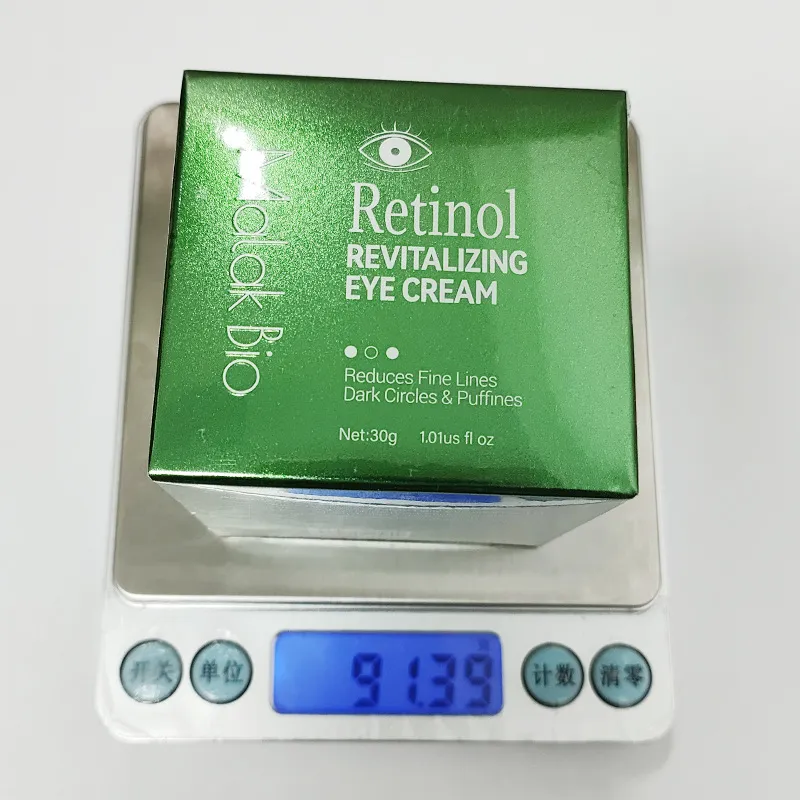 Malak Bio
Retinol
REVITALIZING
EYE CREAM
Reduces Fine Lines
Dark Circles & Puffines
Net:30g 1.01us fl oz
开关 单位 91.39 计数 清零